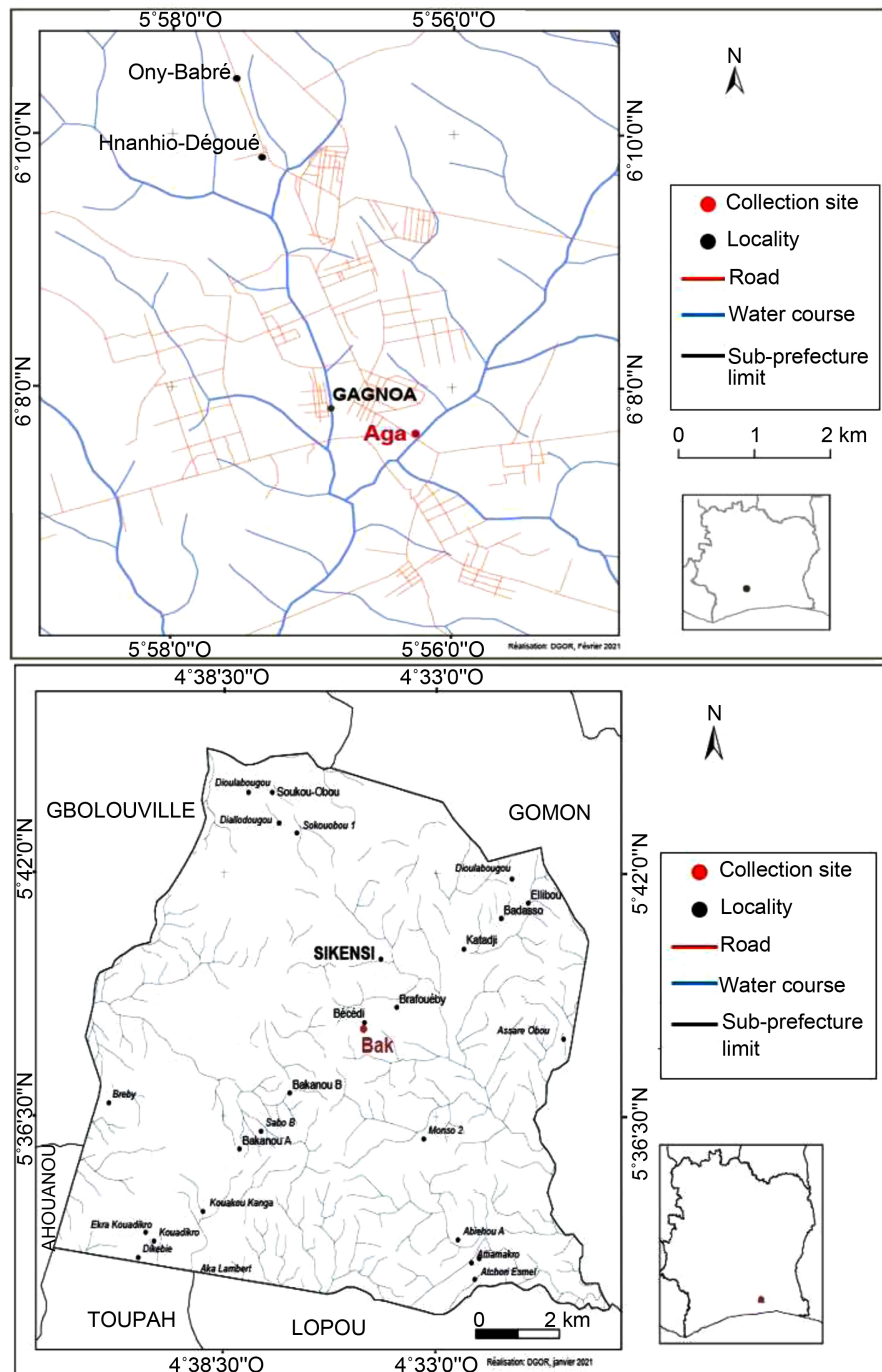 5°58'0"O
5°56'0"O
Ony-Babré
N
6°10'0"N
6°10'0"N
Hnanhio-Dégoué
Collection site
Locality
Road
Water course
Sub-prefecture
limit
6°8'0"N
6°8'0"N
GAGNOA
Aga
0 1 2 km
5°58'0"O
5°56'0"O
Réalisation: DGOR, Février 2021
4°38'30"O
4°33'0"O
N
Dioulabougou
Soukou-Obou
GBOLOUVILLE
GOMON
Diallodougou
Sokouobou 1
5°42'0"N
5°42'0"N
Dioulabougou
Ellibou
Badasso
Collection site
Locality
Road
Water course
Sub-prefecture
limit
Katadji
SIKENSI
Brafouéby
Bécédi
Bak
Assare Obou
Bakanou B
Breby
5°36'30"N
5°36'30"N
Sabo B
Monso 2
Bakanou A
AHOUANOU
Kouakou Kanga
Ekra Kouadikro
Kouadikro
Dikebie
Abiehou A
Attiamakro
Atchori Esmel
Aka Lambert
TOUPAH
LOPOU
0 2 km
4°38'30"O
4°33'0"O
Réalisation: DGOR, janvier 2021